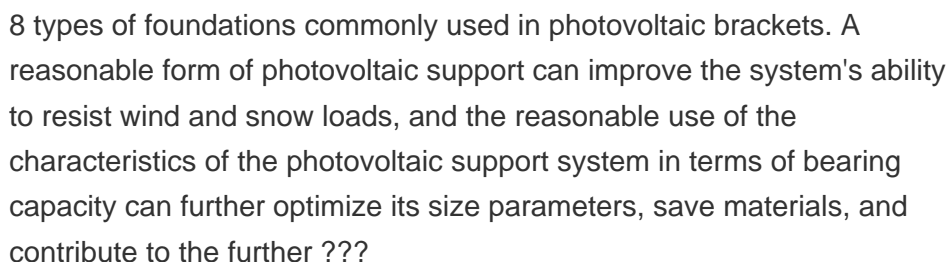 8 types of foundations commonly used in photovoltaic brackets. A
reasonable form of photovoltaic support can improve the system's ability
to resist wind and snow loads, and the reasonable use of the
characteristics of the photovoltaic support system in terms of bearing
capacity can further optimize its size parameters, save materials, and
contribute to the further ???